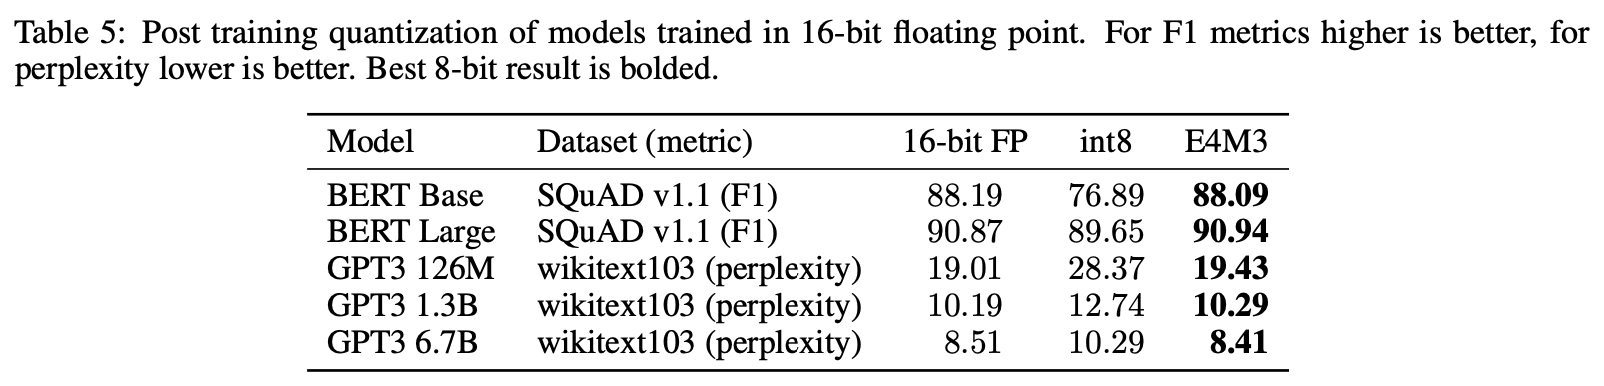 Table 5: Post training quantization of models trained in 16-bit floating point. For F1 metrics higher is better, for
perplexity lower is better. Best 8-bit result is bolded.
Model Dataset (metric) 16-bit FP int8 E4M3
BERT Base SQuAD v1.1 (F1) 88.19 76.89 88.09
BERT Large SQuAD v1.1 (F1) 90.87 89.65 90.94
GPT3 126M wikitext103 (perplexity) 19.01 28.37 19.43
GPT3 1.3B wikitext103 (perplexity) 10.19 12.74 10.29
GPT3 6.7B wikitext103 (perplexity) 8.51 10.29 8.41